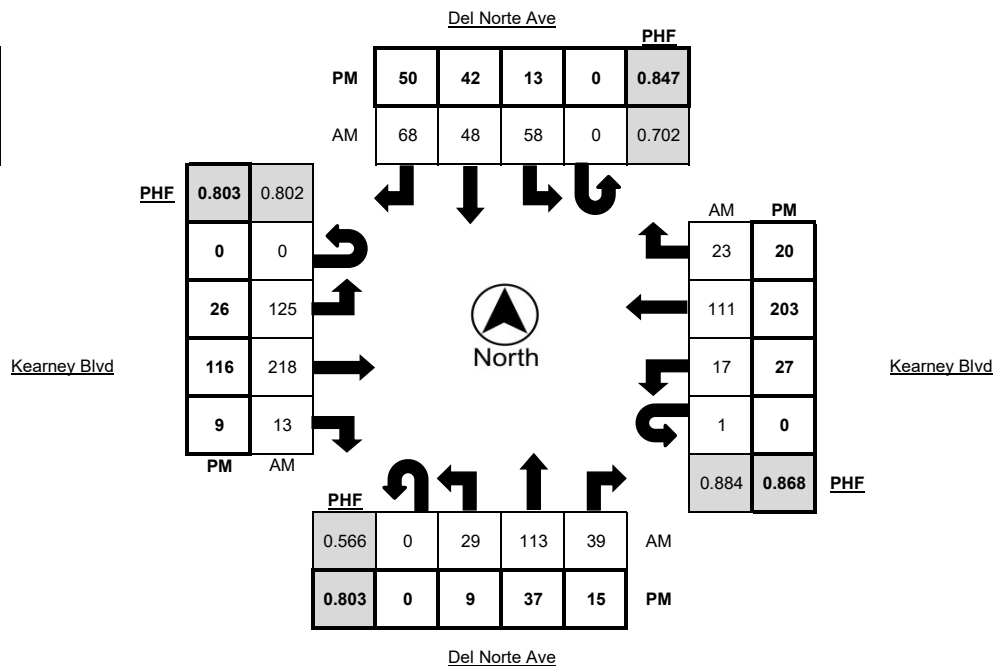 Del Norte Ave
PHF
PM 50 42 13 0 0.847
AM 68 48 58 0 0.702
PHF 0.803 0.802
AM PM
0 0
23 20
26 125
111 203
North
Kearney Blvd
116 218
17 27
Kearney Blvd
9 13
1 0
PM AM
0.884 0.868 PHF
PHF
0.566 0 29 113 39 AM
0.803 0 9 37 15 PM
Del Norte Ave